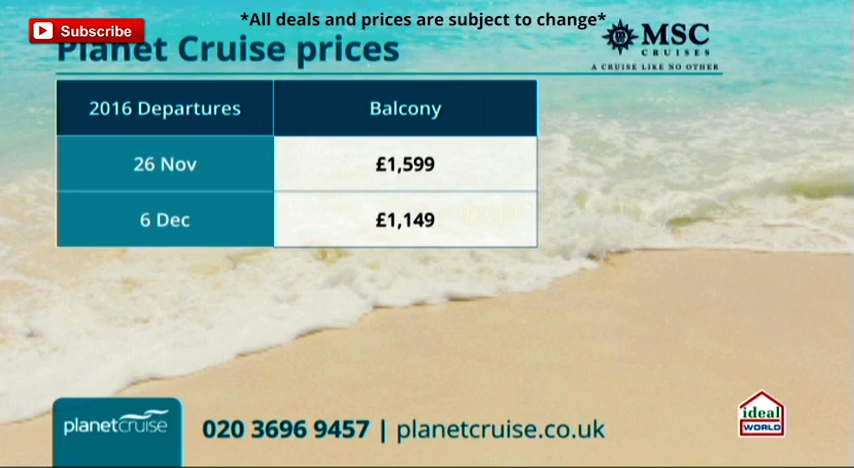 *All deals and prices are subject to change*
Subscribe
Planet Cruise prices
MSC
CRUISES
A CRUISE LIKE NO OTHER
2016 Departures Balcony
26 Nov £1,599
6 Dec £1,149
planetcruise
020 3696 9457 | planetcruise.co.uk
ideal
WORLD